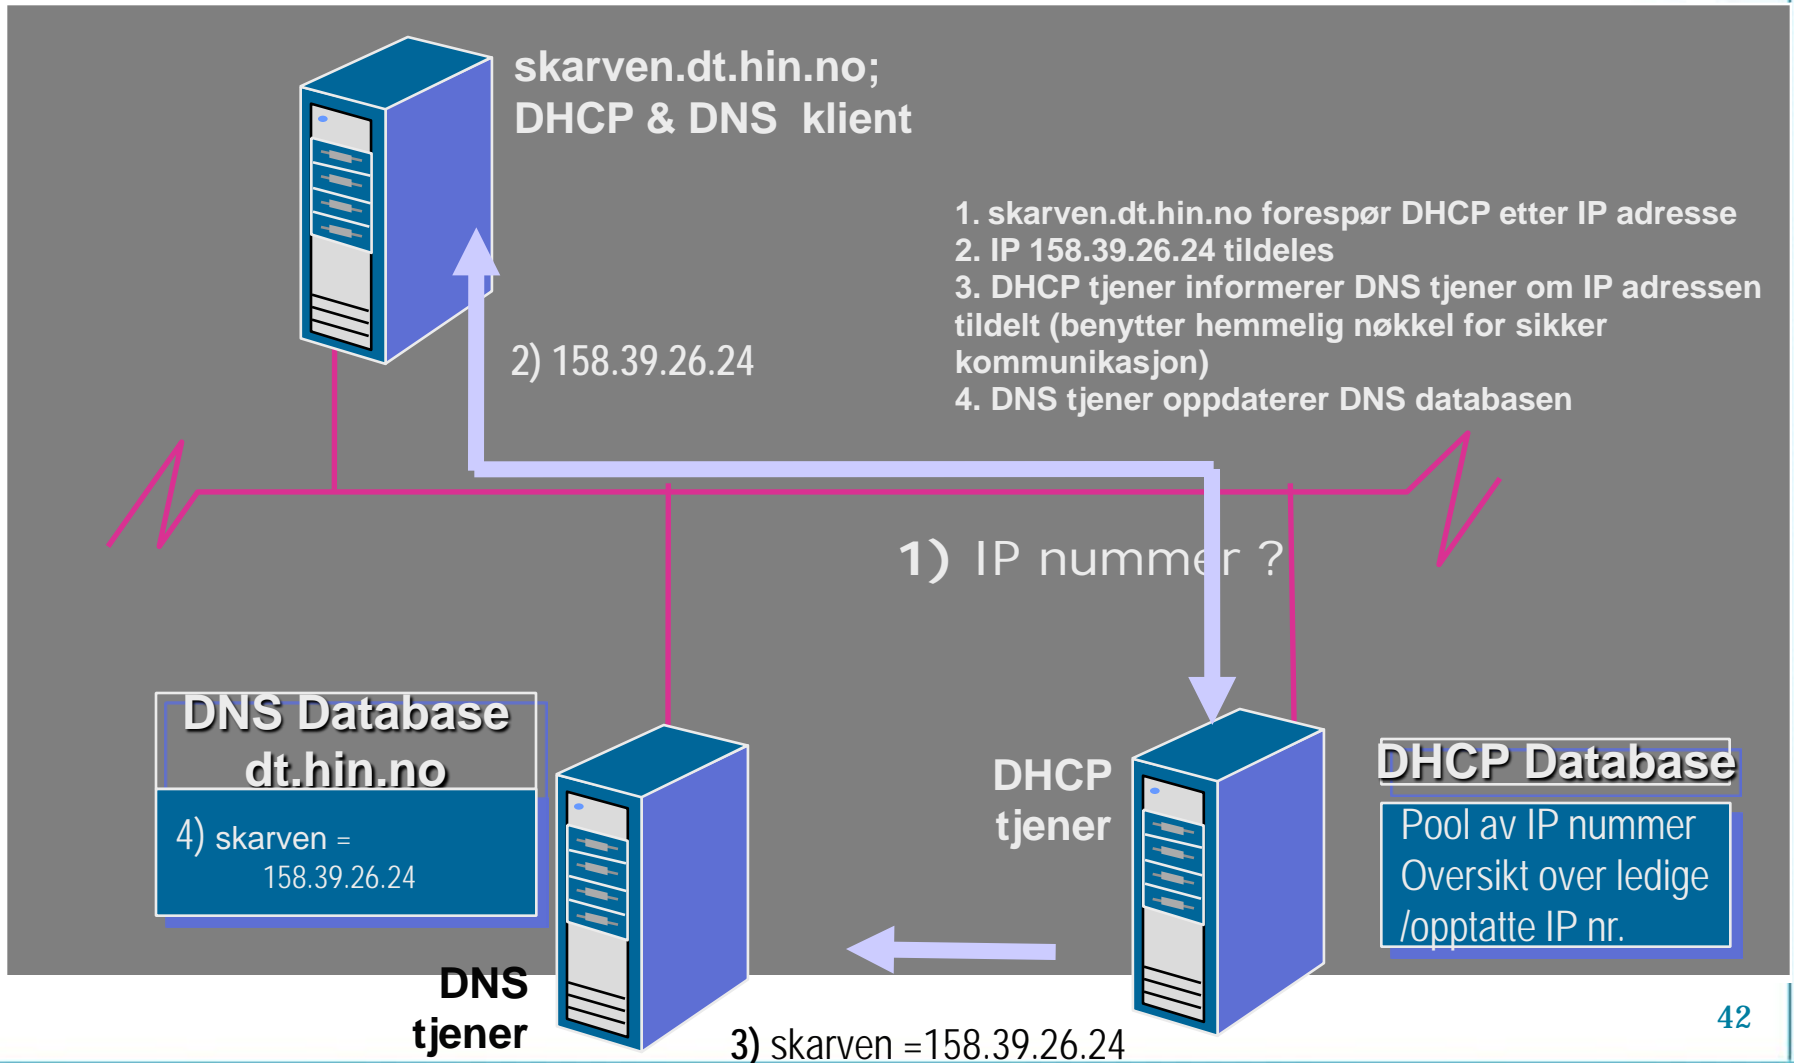 skarven.dt.hin.no;
DHCP & DNS klient
1. skarven.dt.hin.no forespør DHCP etter IP adresse
2. IP 158.39.26.24 tildeles
3. DHCP tjener informerer DNS tjener om IP adressen
tildelt (benytter hemmelig nøkkel for sikker
kommunikasjon)
4. DNS tjener oppdaterer DNS databasen
2) 158.39.26.24
1) IP nummer ?
DNS Database
dt.hin.no
4) skarven =
158.39.26.24
DHCP
tjener
DHCP Database
Pool av IP nummer
Oversikt over ledige
/opptatte IP nr.
DNS
tjener
3) skarven =158.39.26.24
42